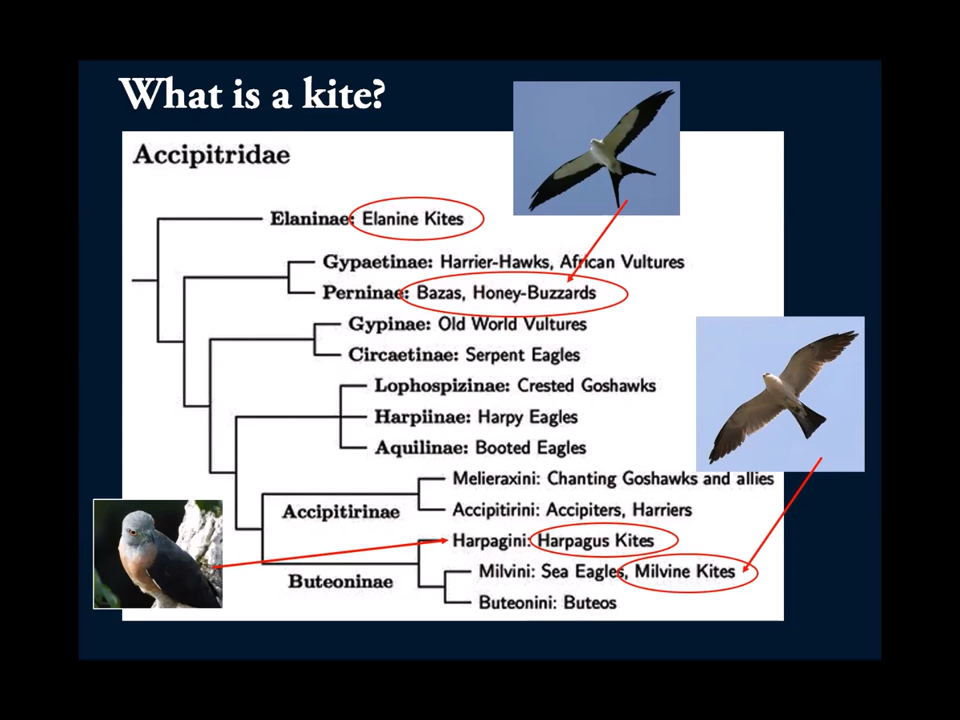 What is a kite?
Accipitridae
Elaninae: Elanine Kites
Gypaetinae: Harrier-Hawks, African Vultures
Perninae: Bazas, Honey-Buzzards
Gypinae: Old World Vultures
Circaetinae: Serpent Eagles
Lophospizinae: Crested Goshawks
Harpiinae: Harpy Eagles
Aquilinae: Booted Eagles
Melieraxini: Chanting Goshawks and allies
Accipitirinae
Accipitirini: Accipiters, Harriers
Harpagini: Harpagus Kites
Milvini: Sea Eagles, Milvine Kites
Buteoninae
Buteonini: Buteos